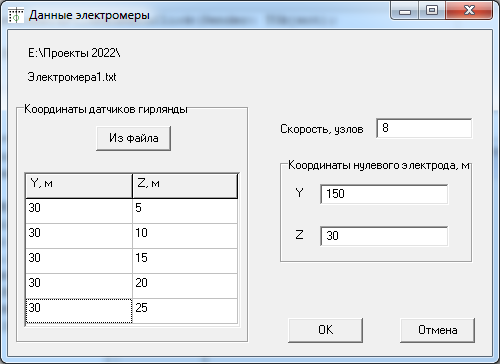 Данные электромеры
E:\Проекты 2022\
Электромера1.txt
Координаты датчиков гирлянды
Из файла
Y, м Z, м
30 5
30 10
30 15
30 20
30 25
Скорость, узлов 8
Координаты нулевого электрода, м
Y 150
Z 30
OK Отмена